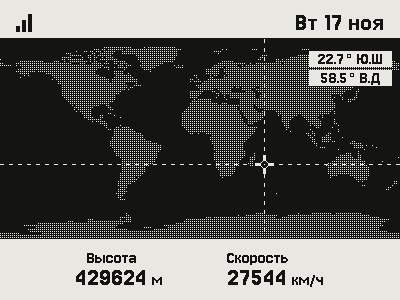 Вт 17 ноя
22.7° Ю.Ш
58.5° В.Д
Высота
429624 м
Скорость
27544 км/ч